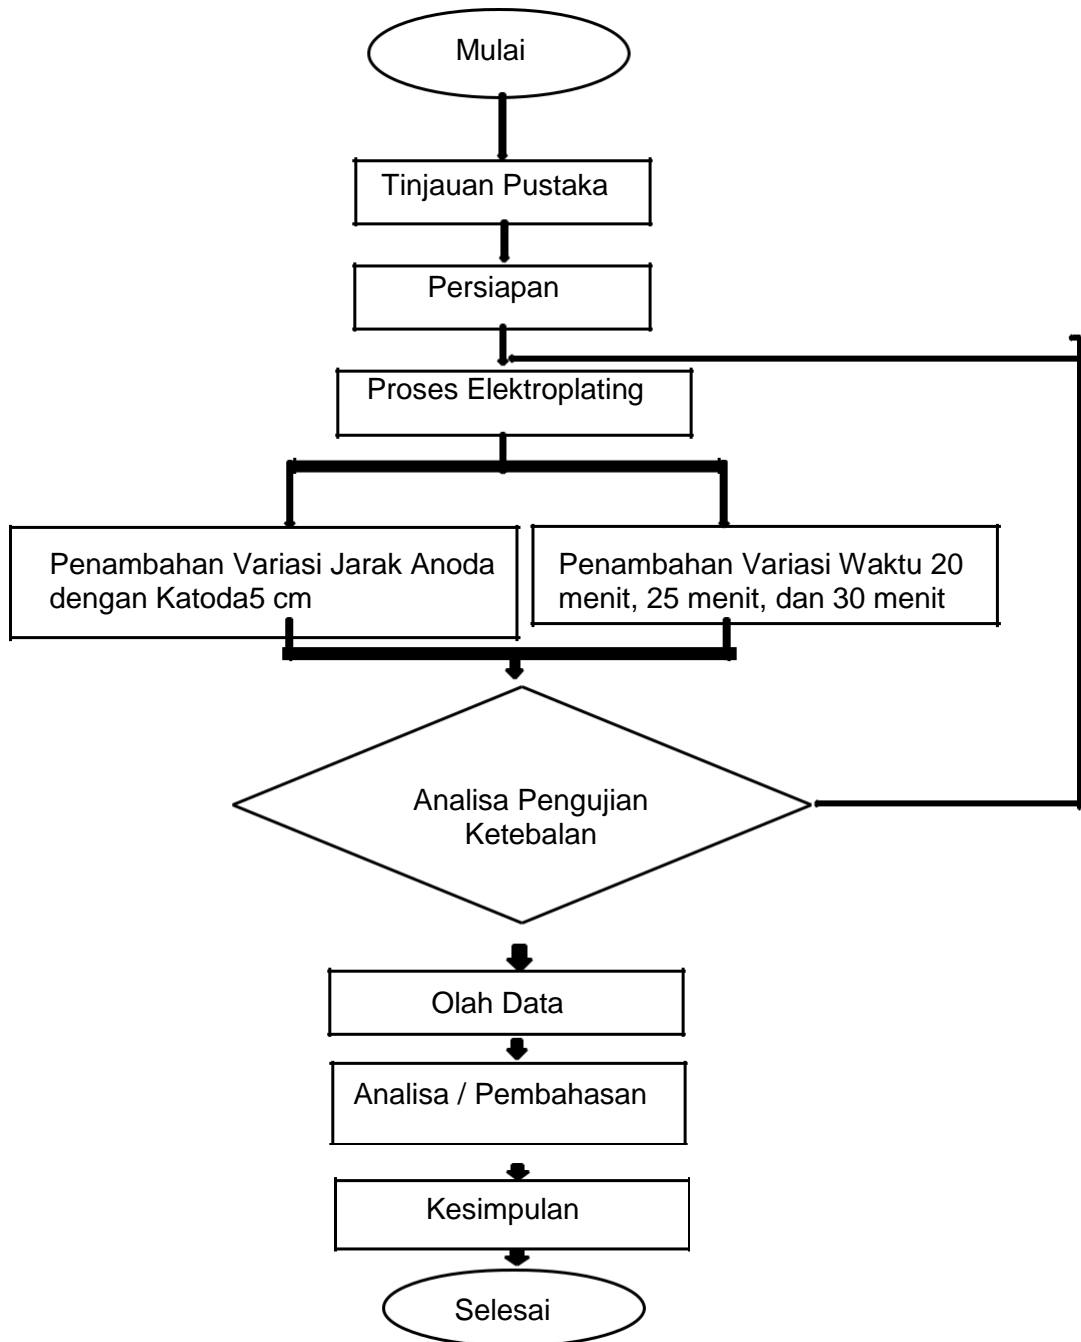 Mulai
Tinjauan Pustaka
Persiapan
Proses Elektroplating
Penambahan Variasi Jarak Anoda
dengan Katoda5 cm
Penambahan Variasi Waktu 20
menit, 25 menit, dan 30 menit
Analisa Pengujian
Ketebalan
Olah Data
Analisa / Pembahasan
Kesimpulan
Selesai